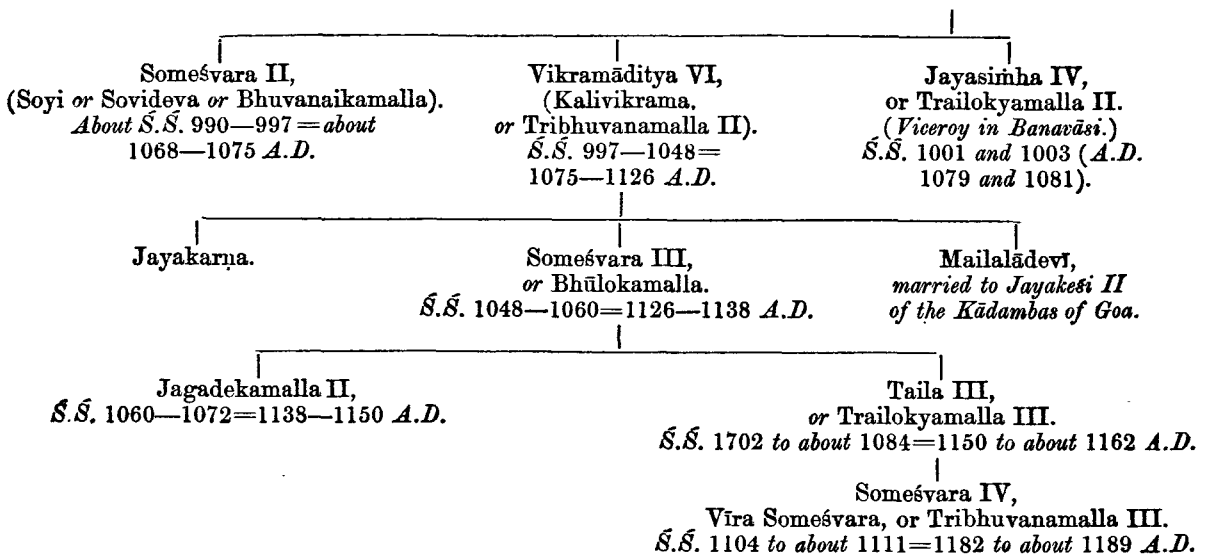 Someśvara II,
(Soyi or Sovideva or Bhuvanaikamalla).
About Ś.Ś. 990—997=about
1068—1075 A.D.
Vikramāditya VI,
(Kalivikrama,
or Tribhuvanamalla II).
Ś.Ś. 997—1048=
1075—1126 A.D.
Jayasiṁha IV,
or Trailokyamalla II.
(Viceroy in Banavāsi.)
Ś.Ś. 1001 and 1003 (A.D.
1079 and 1081).
Jayakarṇa.
Someśvara III,
or Bhūlokamalla.
Ś.Ś. 1048—1060=1126—1138 A.D.
Mailalādevī,
married to Jayakeśi II
of the Kādambas of Goa.
Jagadekamalla II,
Ś.Ś. 1060—1072=1138—1150 A.D.
Taila III,
or Trailokyamalla III.
Ś.Ś. 1702 to about 1084=1150 to about 1162 A.D.
Someśvara IV,
Vīra Someśvara, or Tribhuvanamalla III.
Ś.Ś. 1104 to about 1111=1182 to about 1189 A.D.